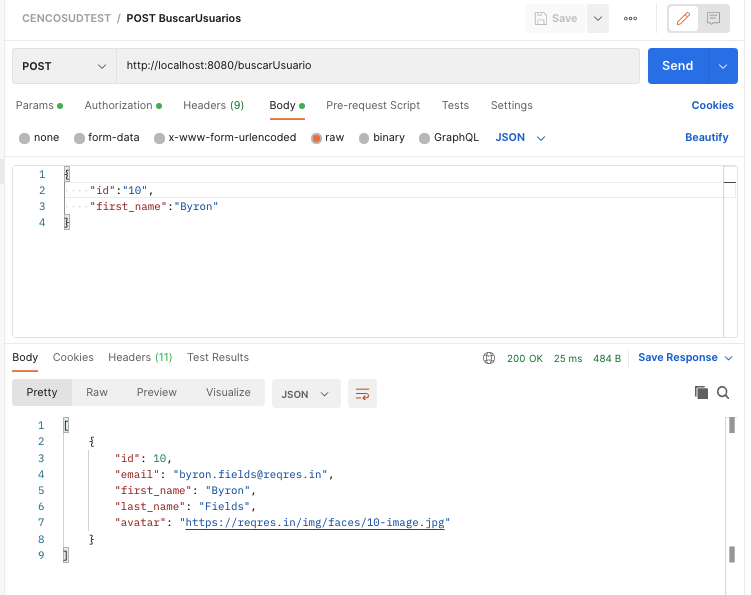 CENCOSUDTEST / POST BuscarUsuarios
Save
POST http://localhost:8080/buscarUsuario Send
Params Authorization Headers (9) Body Pre-request Script Tests Settings Cookies
none form-data x-www-form-urlencoded raw binary GraphQL JSON Beautify
1 {
2 "id":"10",
3 "first_name":"Byron"
4 }
Body Cookies Headers (11) Test Results 200 OK 25 ms 484 B Save Response
Pretty Raw Preview Visualize JSON
1 [
2 {
3 "id": 10,
4 "email": "byron.fields@reqres.in",
5 "first_name": "Byron",
6 "last_name": "Fields",
7 "avatar": "https://reqres.in/img/faces/10-image.jpg"
8 }
9 ]